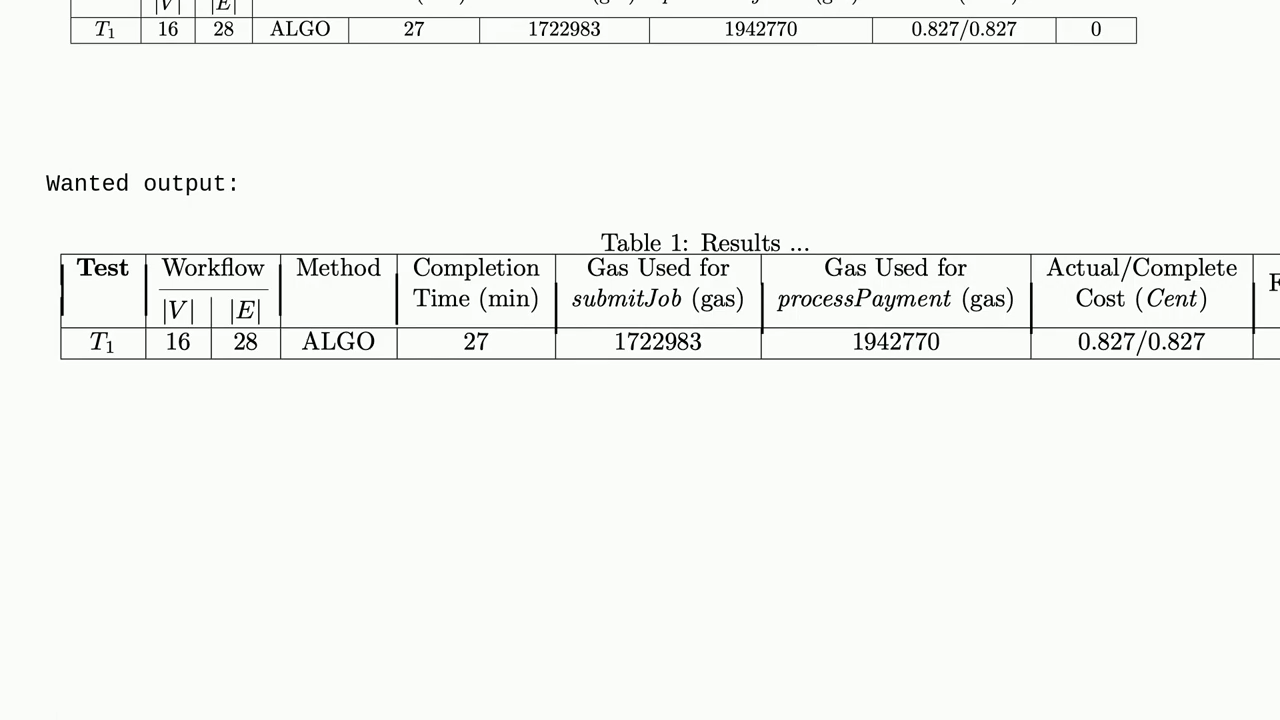 |V| |E|
T1 16 28 ALGO 27 1722983 1942770 0.827/0.827 0
Wanted output:
Table 1: Results ...
Test Workflow Method Completion Gas Used for Gas Used for Actual/Complete
Time (min) submitJob (gas) processPayment (gas) Cost (Cent)
|V| |E|
T1 16 28 ALGO 27 1722983 1942770 0.827/0.827